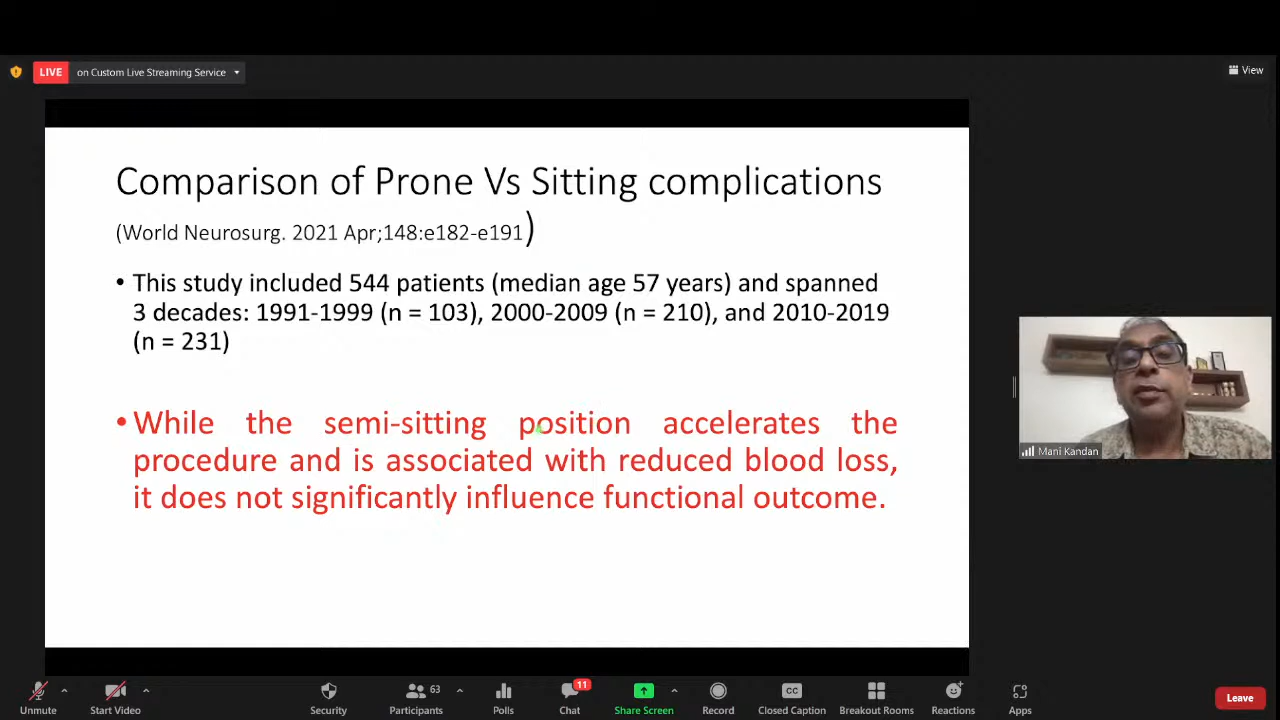 LIVE on Custom Live Streaming Service
View
Comparison of Prone Vs Sitting complications
(World Neurosurg. 2021 Apr;148:e182-e191)
• This study included 544 patients (median age 57 years) and spanned
3 decades: 1991-1999 (n = 103), 2000-2009 (n = 210), and 2010-2019
(n = 231)
• While the semi-sitting position accelerates the
procedure and is associated with reduced blood loss,
it does not significantly influence functional outcome.
Mani Kandan
63
11
CC
Unmute Start Video Security Participants Polls Chat Share Screen Record Closed Caption Breakout Rooms Reactions Apps Leave